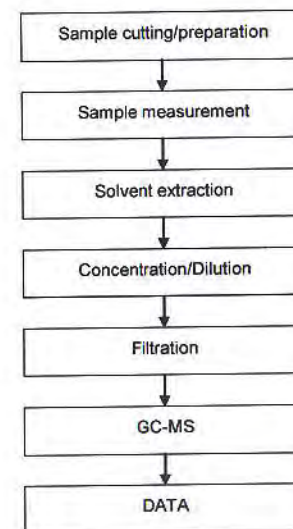 Sample cutting/preparation
Sample measurement
Solvent extraction
Concentration/Dilution
Filtration
GC-MS
DATA